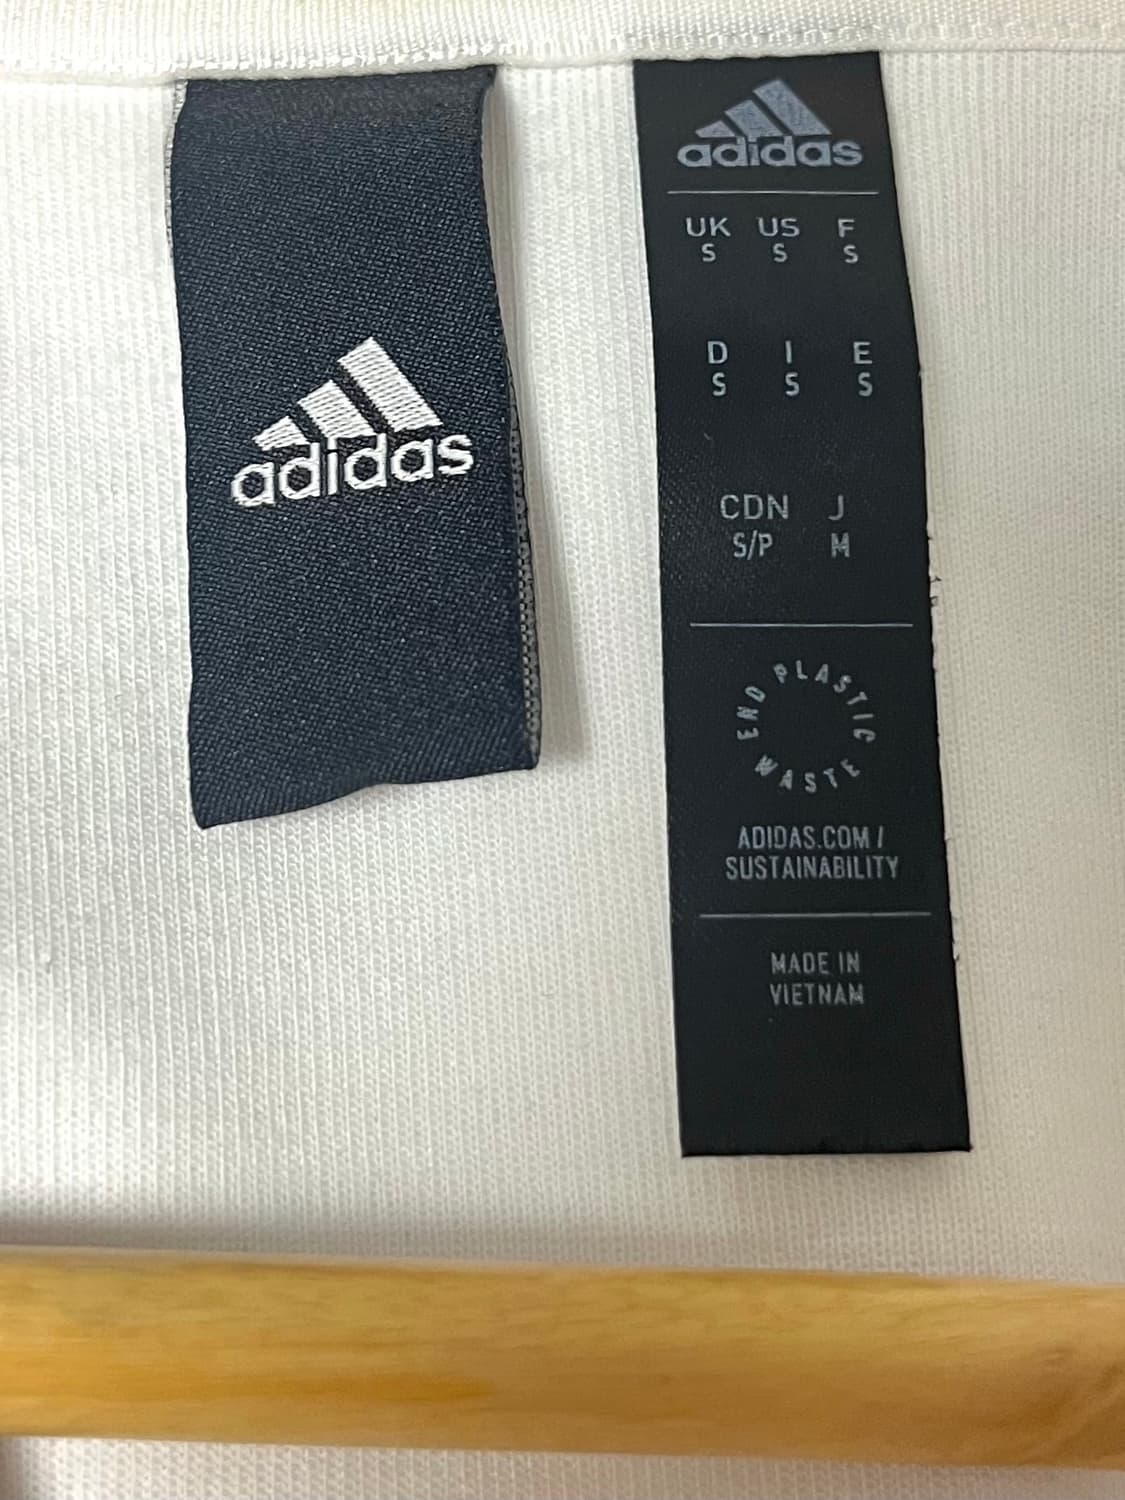 adidas
adidas
UK US F
S S S
D I E
S S S
CDN J
S/P M
END PLASTIC WASTE
ADIDAS.COM /
SUSTAINABILITY
MADE IN
VIETNAM